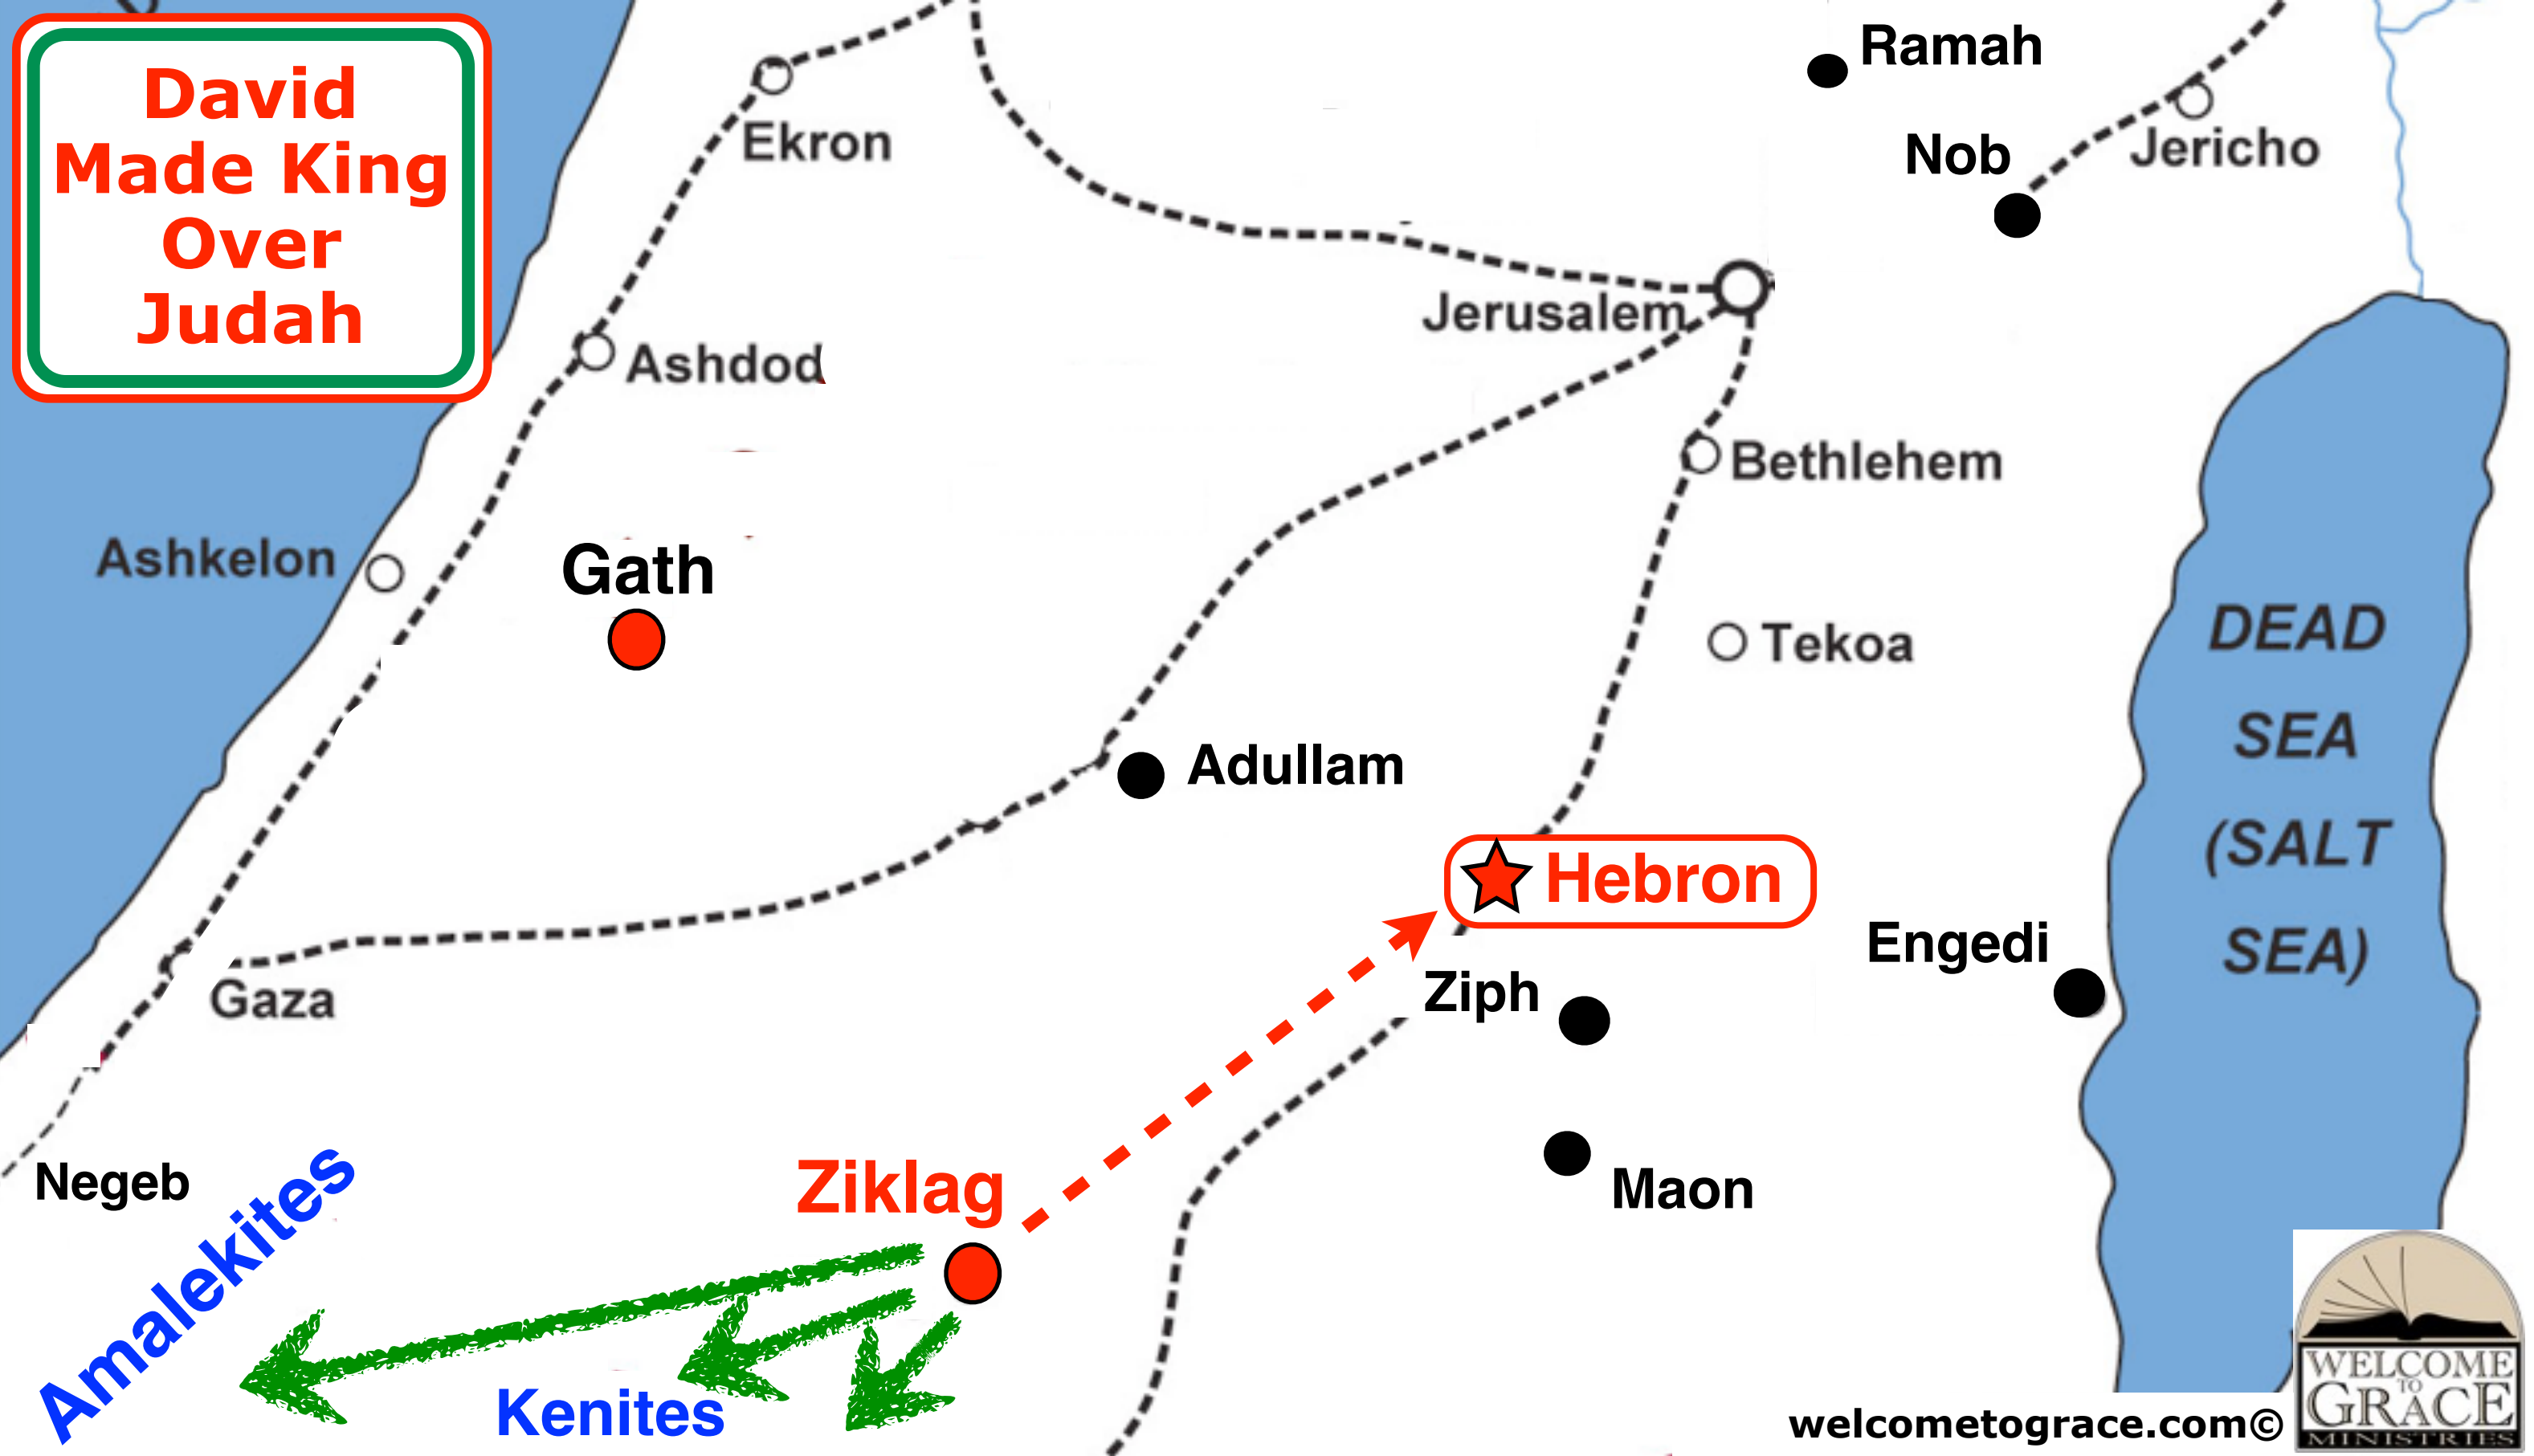 David
Made King
Over
Judah
Ramah
Nob
Jericho
Ekron
Jerusalem
Ashdod
Bethlehem
Ashkelon
Gath
Tekoa
DEAD
SEA
(SALT
SEA)
Adullam
Hebron
Engedi
Ziph
Gaza
Negeb
Ziklag
Maon
Amalekites
Kenites
welcometograce.com©
WELCOME
TO
GRACE
MINISTRIES